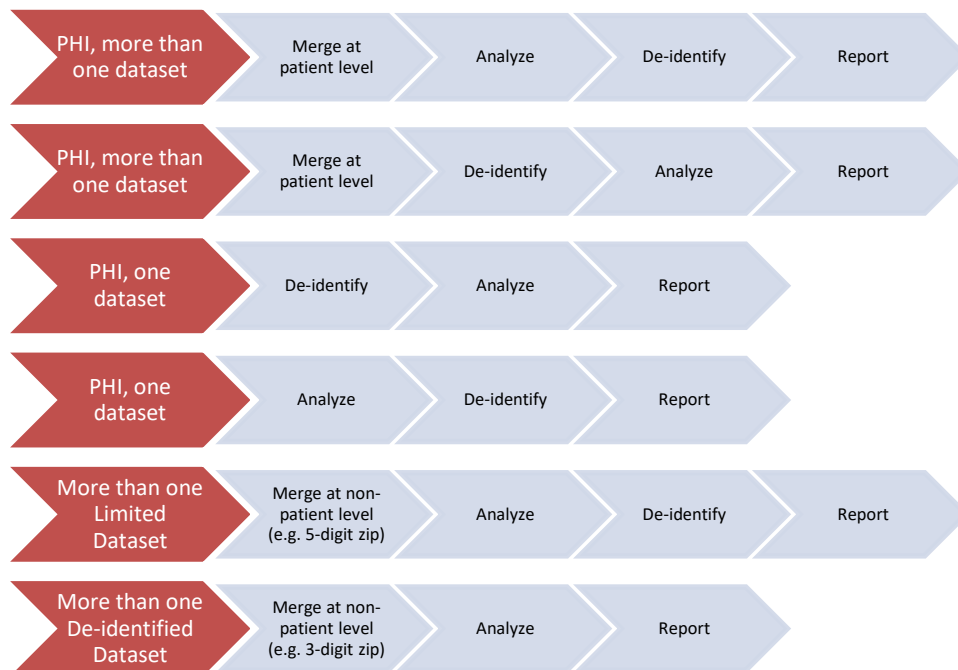 PHI, more than
one dataset
Merge at
patient level
Analyze
De-identify
Report
PHI, more than
one dataset
Merge at
patient level
De-identify
Analyze
Report
PHI, one
dataset
De-identify
Analyze
Report
PHI, one
dataset
Analyze
De-identify
Report
More than one
Limited
Dataset
Merge at non-
patient level
(e.g. 5-digit zip)
Analyze
De-identify
Report
More than one
De-identified
Dataset
Merge at non-
patient level
(e.g. 3-digit zip)
Analyze
Report